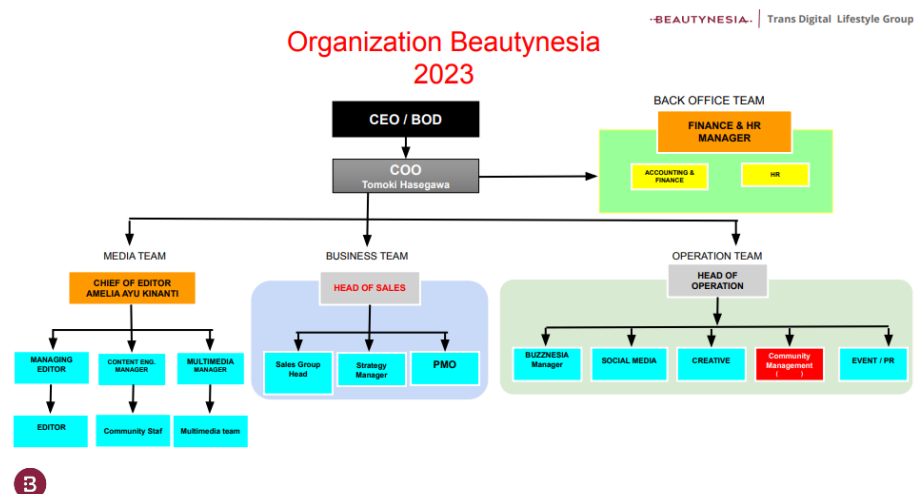 -BEAUTYNESIA-
Trans Digital Lifestyle Group
Organization Beautynesia
2023
BACK OFFICE TEAM
CEO / BOD
FINANCE & HR
MANAGER
COO
Tomoki Hasegawa
ACCOUNTING &
FINANCE
HR
MEDIA TEAM
BUSINESS TEAM
OPERATION TEAM
CHIEF OF EDITOR
AMELIA AYU KINANTI
HEAD OF SALES
HEAD OF
OPERATION
MANAGING
EDITOR
CONTENT ENG.
MANAGER
MULTIMEDIA
MANAGER
Sales Group
Head
Strategy
Manager
PMO
BUZZNESIA
Manager
SOCIAL MEDIA
CREATIVE
Community
Management
( )
EVENT / PR
EDITOR
Community Staf
Multimedia team
B